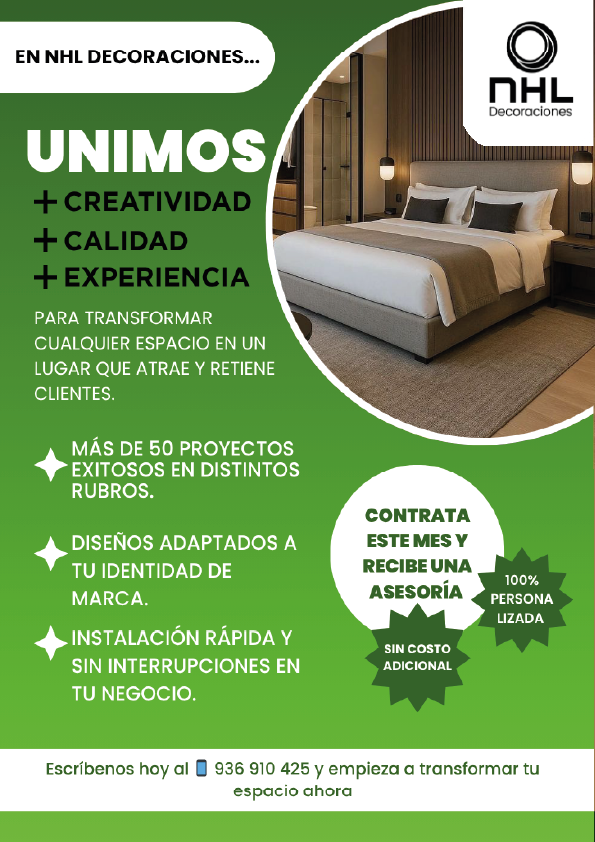 EN NHL DECORACIONES...
NHL
Decoraciones
UNIMOS
+ CREATIVIDAD
+ CALIDAD
+ EXPERIENCIA
PARA TRANSFORMAR
CUALQUIER ESPACIO EN UN
LUGAR QUE ATRAE Y RETIENE
CLIENTES.
MÁS DE 50 PROYECTOS
EXITOSOS EN DISTINTOS
RUBROS.
DISEÑOS ADAPTADOS A
TU IDENTIDAD DE
MARCA.
INSTALACIÓN RÁPIDA Y
SIN INTERRUPCIONES EN
TU NEGOCIO.
CONTRATA
ESTE MES Y
RECIBE UNA
ASESORÍA
100%
PERSONA
LIZADA
SIN COSTO
ADICIONAL
Escríbenos hoy al 📱 936 910 425 y empieza a transformar tu
espacio ahora